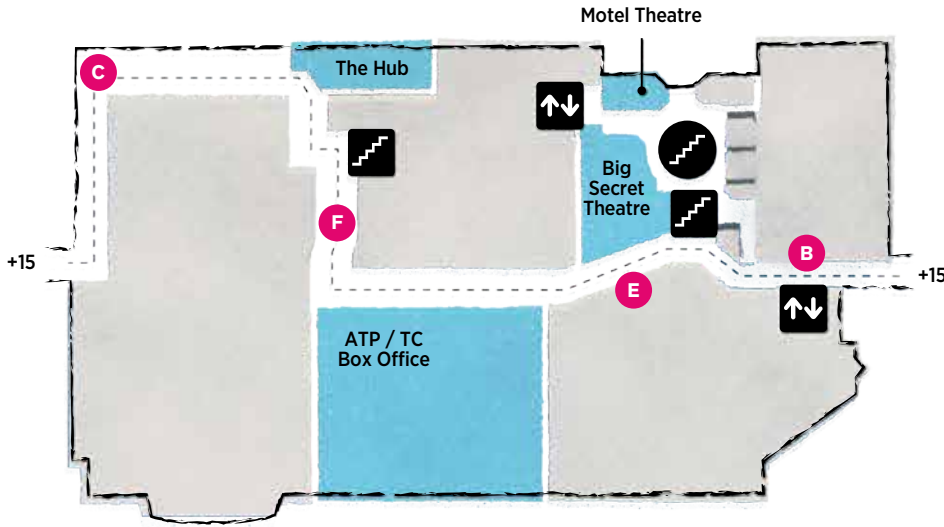 Motel Theatre
The Hub
C
Big
Secret
Theatre
F
+15
B
+15
E
ATP / TC
Box Office